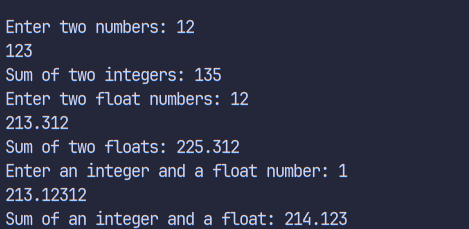 Enter two numbers: 12
123
Sum of two integers: 135
Enter two float numbers: 12
213.312
Sum of two floats: 225.312
Enter an integer and a float number: 1
213.12312
Sum of an integer and a float: 214.123